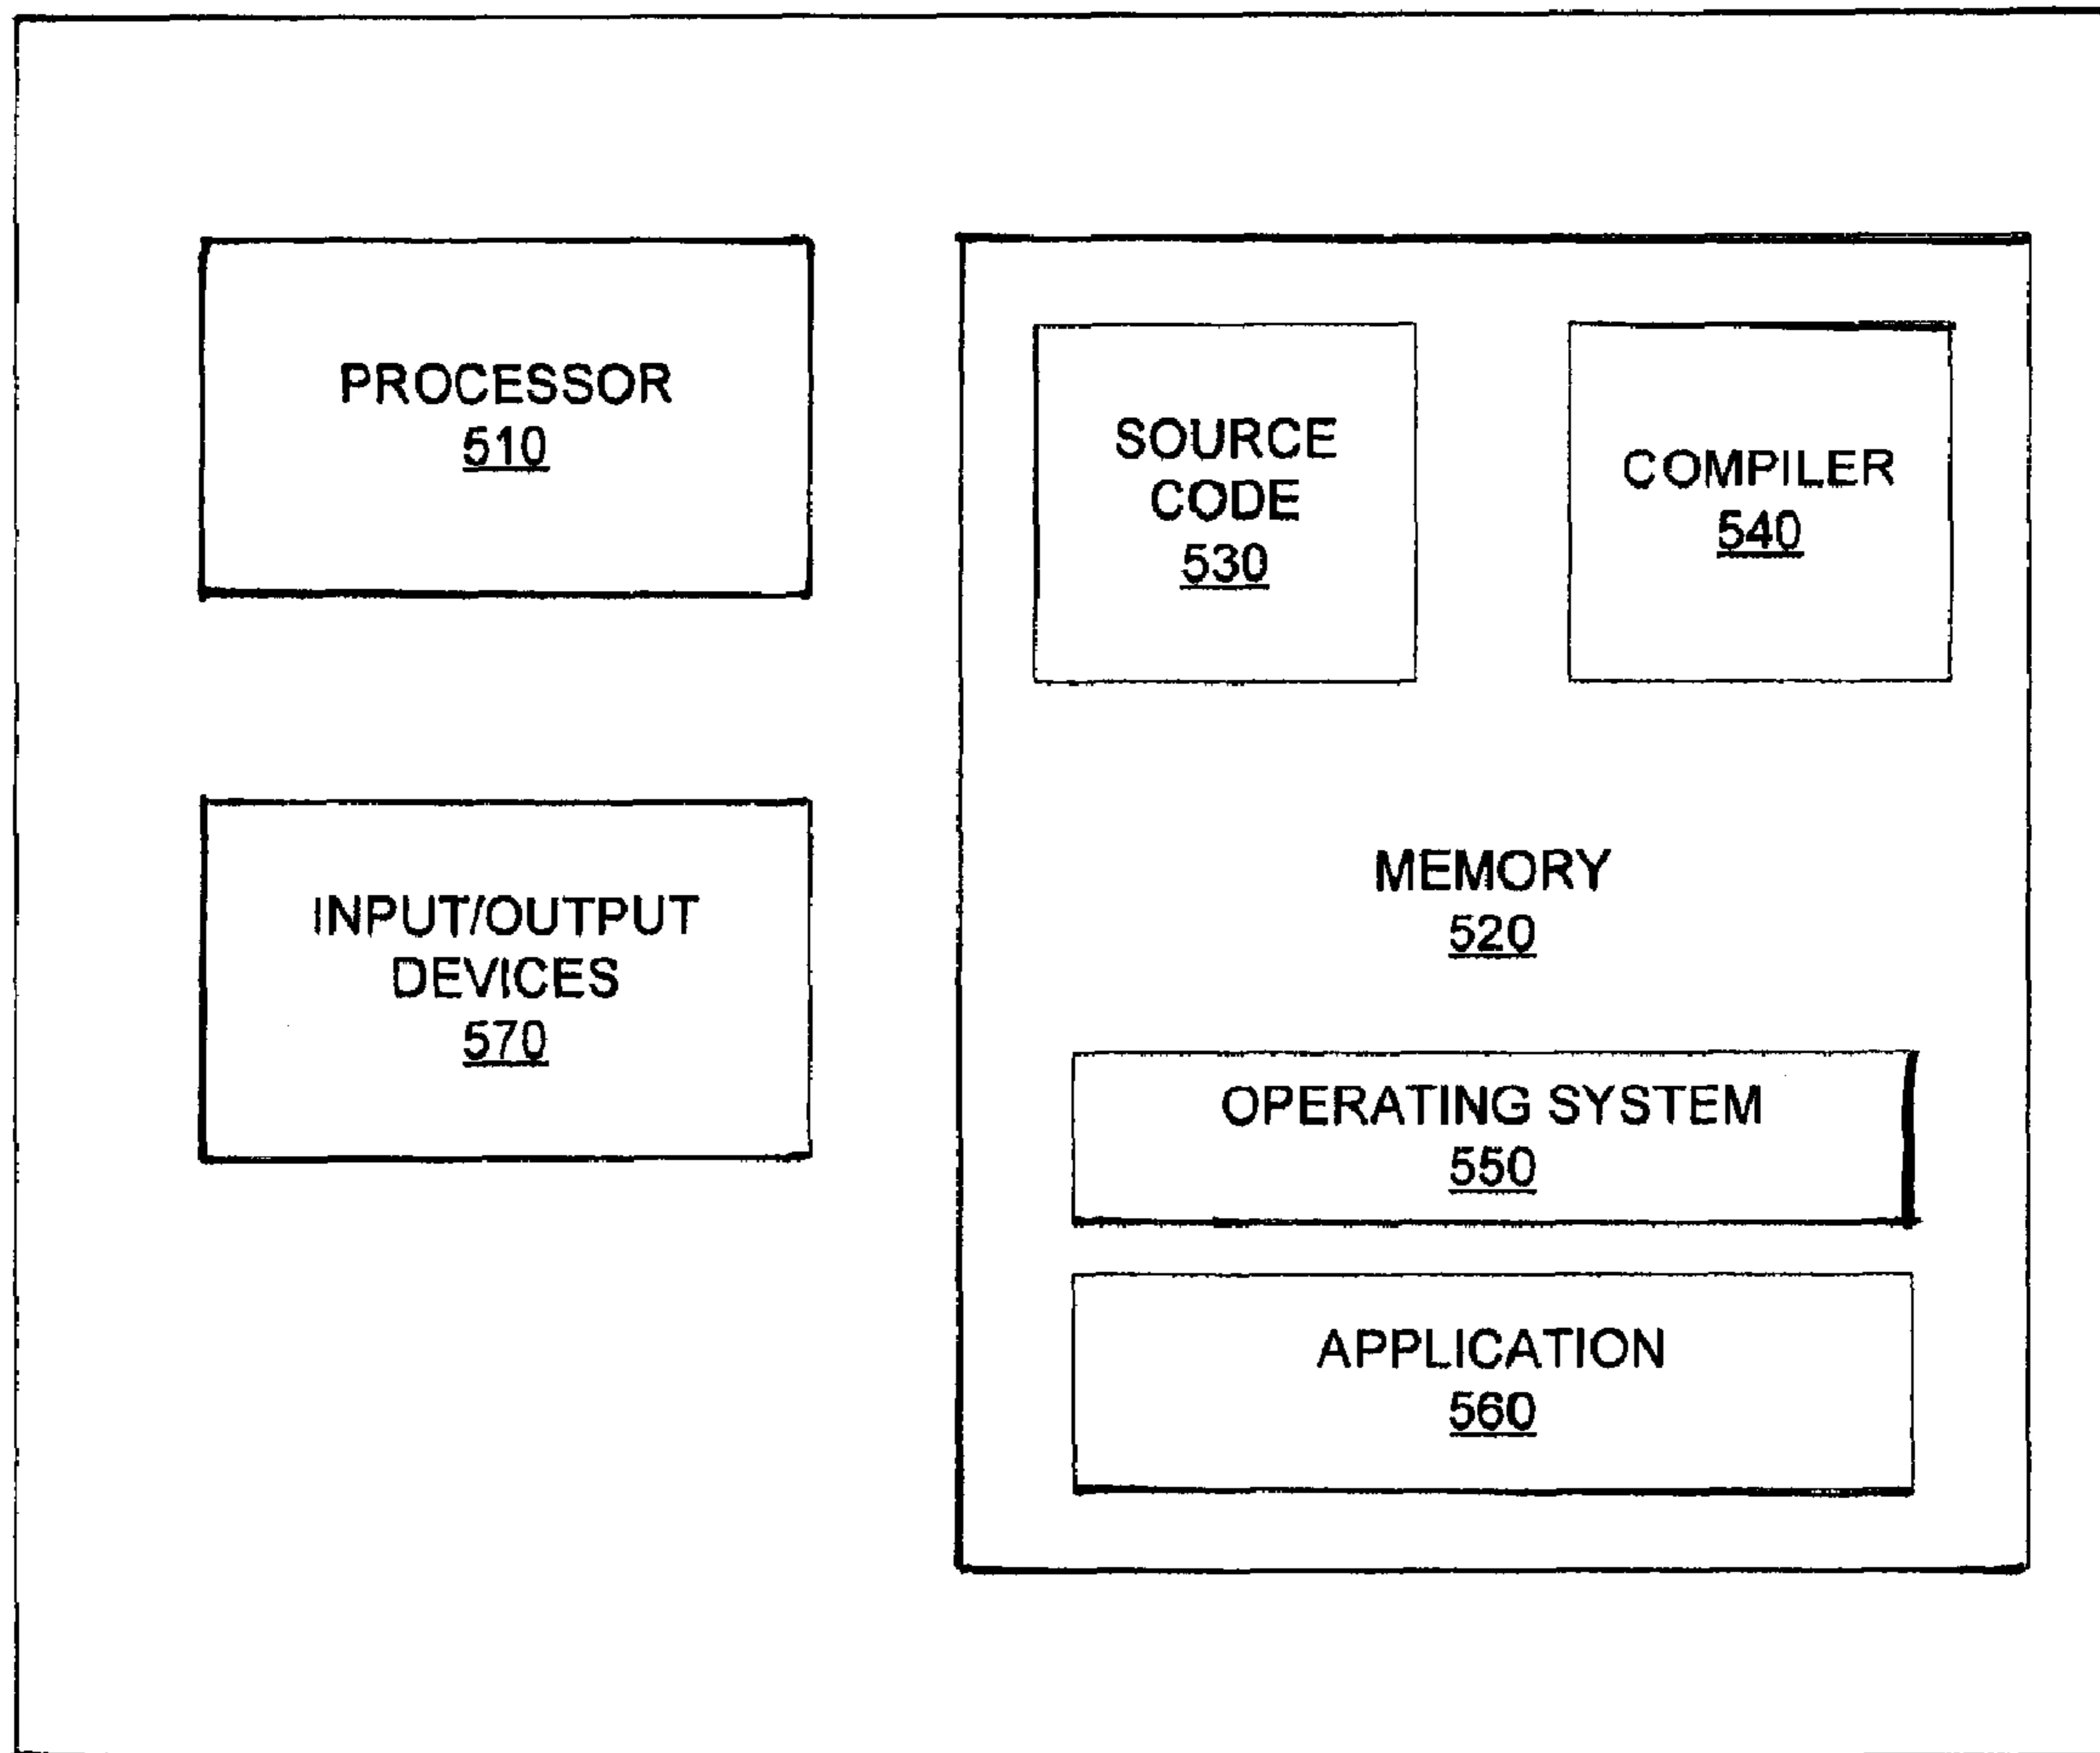 PROCESSOR
510
INPUT/OUTPUT
DEVICES
570
SOURCE
CODE
530
COMPILER
540
MEMORY
520
OPERATING SYSTEM
550
APPLICATION
560